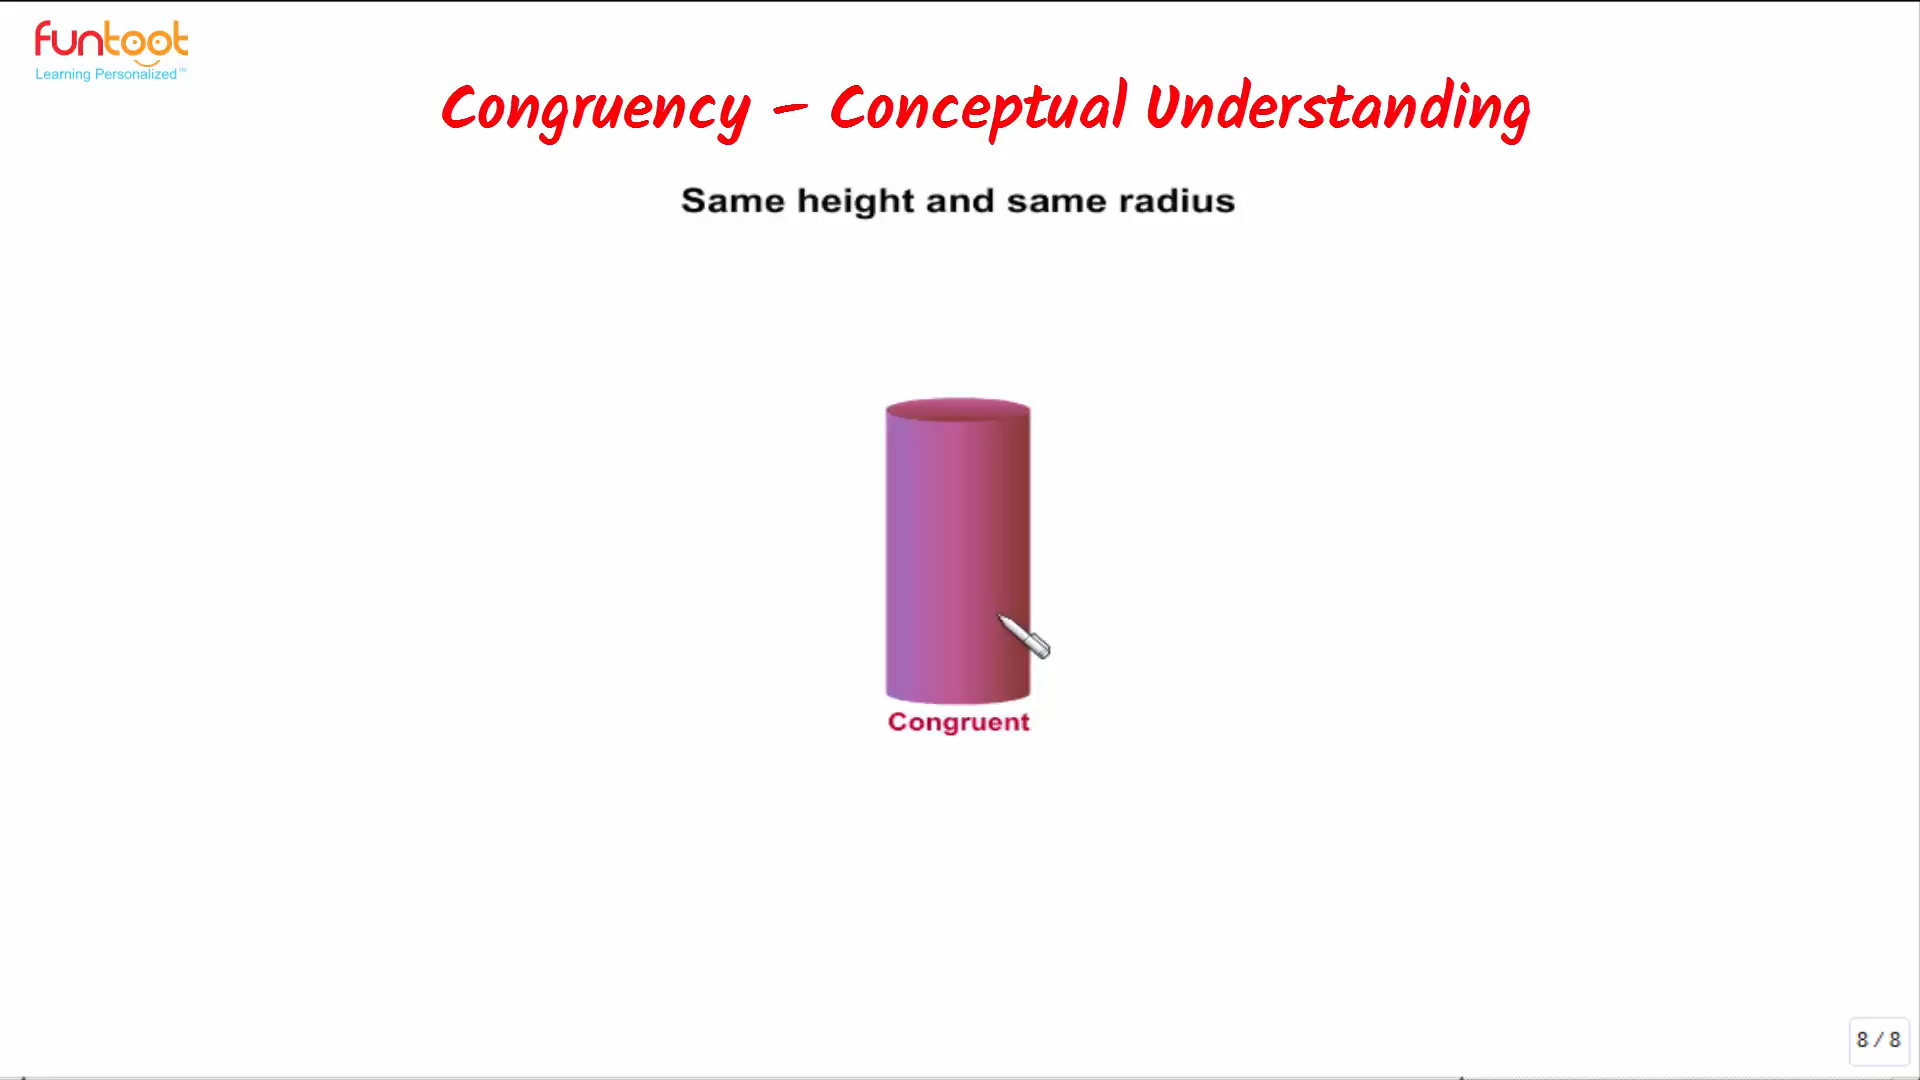 funtoot
Learning Personalized™
Congruency – Conceptual Understanding
Same height and same radius
Congruent
8 / 8